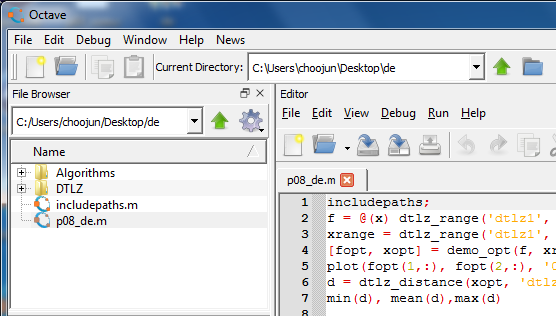 Octave
File Edit Debug Window Help News
Current Directory: C:\Users\choojun\Desktop\de
File Browser
C:/Users/choojun/Desktop/de
Name
Algorithms
DTLZ
includepaths.m
p08_de.m
Editor
File Edit View Debug Run Help
p08_de.m
1 includepaths;
2 f = @(x) dtlz_range('dtlz1',
3 xrange = dtlz_range('dtlz1',
4 [fopt, xopt] = demo_opt(f, xr
5 plot(fopt(1,:), fopt(2,:), '
6 d = dtlz_distance(xopt, 'dtlz
7 min(d), mean(d),max(d)
8